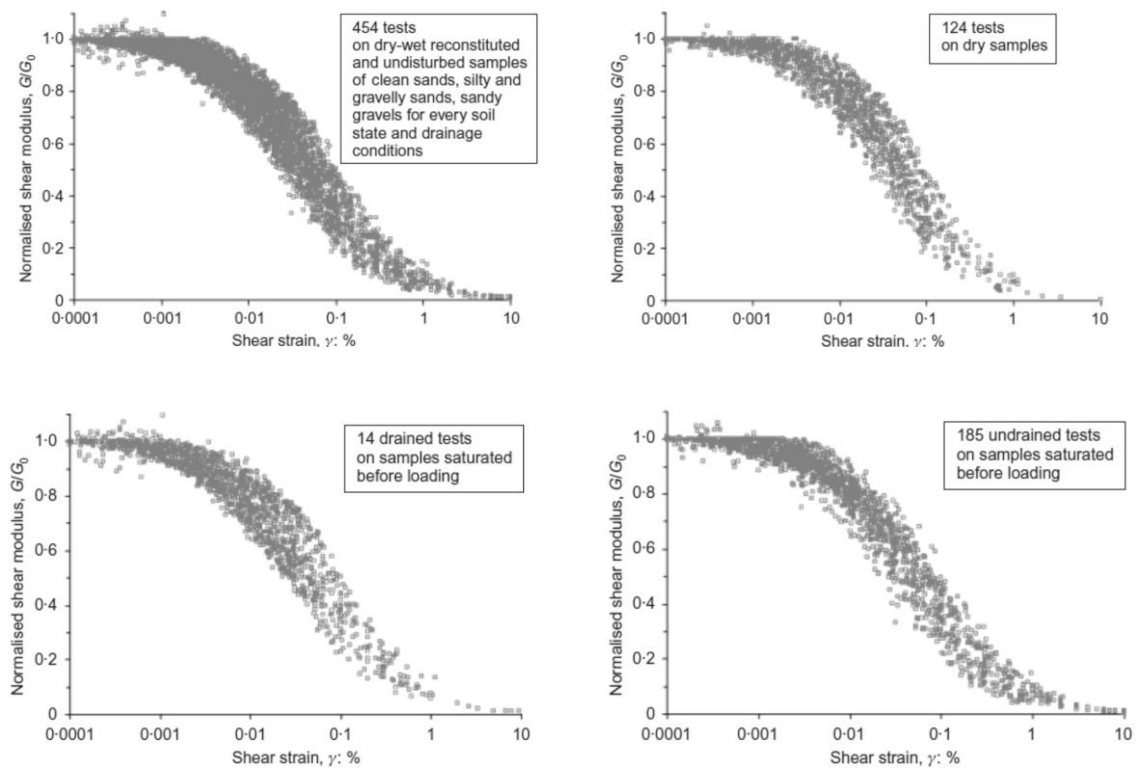 Normalised shear modulus, G/G0
1·0
0·8
0·6
0·4
0·2
0
0·0001
0·001
0·01
0·1
1
10
Shear strain, γ: %
454 tests
on dry-wet reconstituted
and undisturbed samples
of clean sands, silty and
gravelly sands, sandy
gravels for every soil
state and drainage
conditions
Normalised shear modulus, G/G0
1·0
0·8
0·6
0·4
0·2
0
0·0001
0·001
0·01
0·1
1
10
Shear strain, γ: %
124 tests
on dry samples
Normalised shear modulus, G/G0
1·0
0·8
0·6
0·4
0·2
0
0·0001
0·001
0·01
0·1
1
10
Shear strain, γ: %
14 drained tests
on samples saturated
before loading
Normalised shear modulus, G/G0
1·0
0·8
0·6
0·4
0·2
0
0·0001
0·001
0·01
0·1
1
10
Shear strain, γ: %
185 undrained tests
on samples saturated
before loading